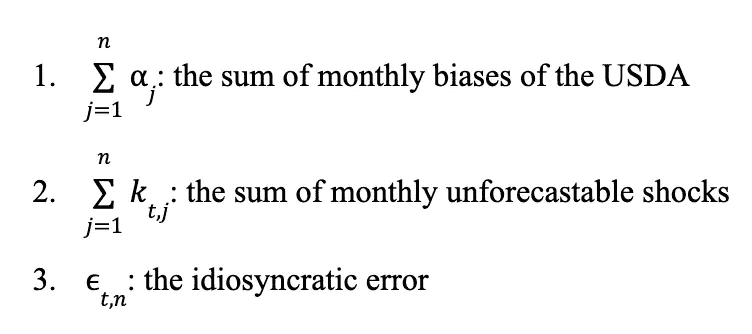 1. $\sum_{j=1}^{n} \alpha_j$: the sum of monthly biases of the USDA
2. $\sum_{j=1}^{n} k_{t,j}$: the sum of monthly unforecastable shocks
3. $\epsilon_{t,n}$: the idiosyncratic error